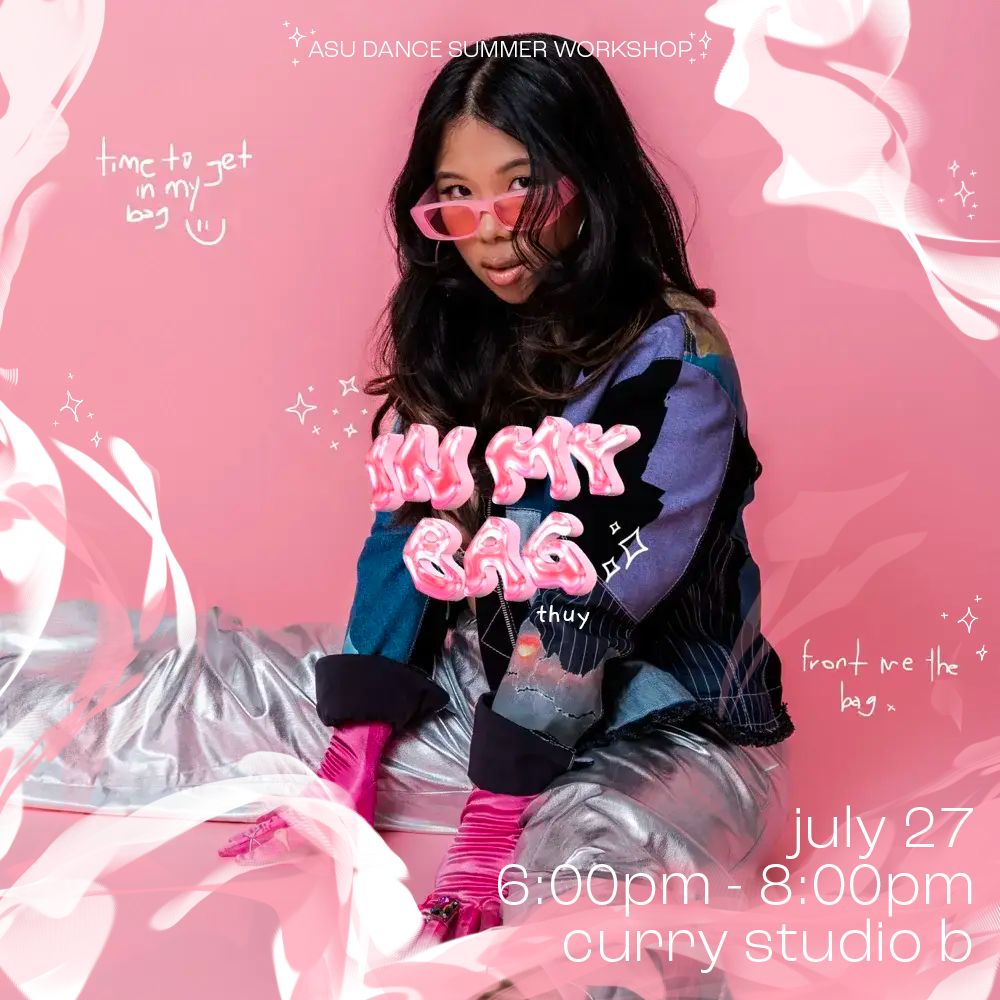 ASU DANCE SUMMER WORKSHOP
time to get
in my
bag
IN MY
BAG
thuy
front me the
bag x
july 27
6:00pm - 8:00pm
curry studio b